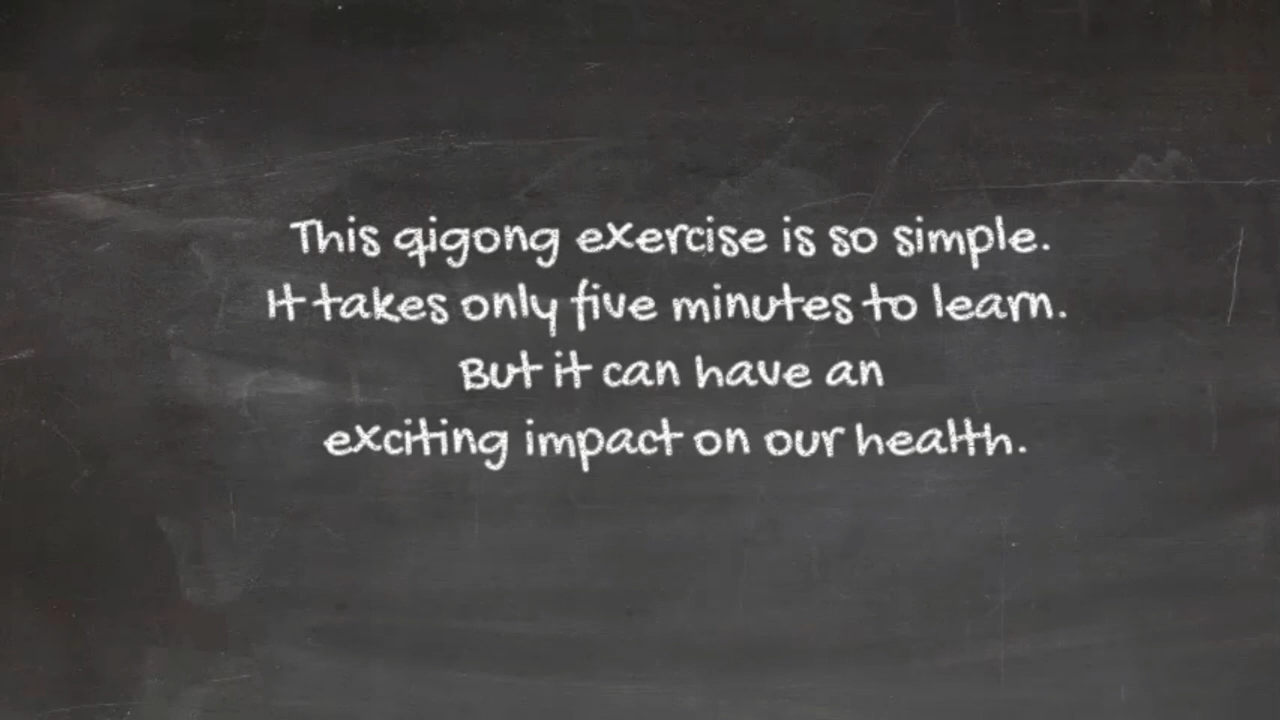 This qigong exercise is so simple.
It takes only five minutes to learn.
But it can have an
exciting impact on our health.